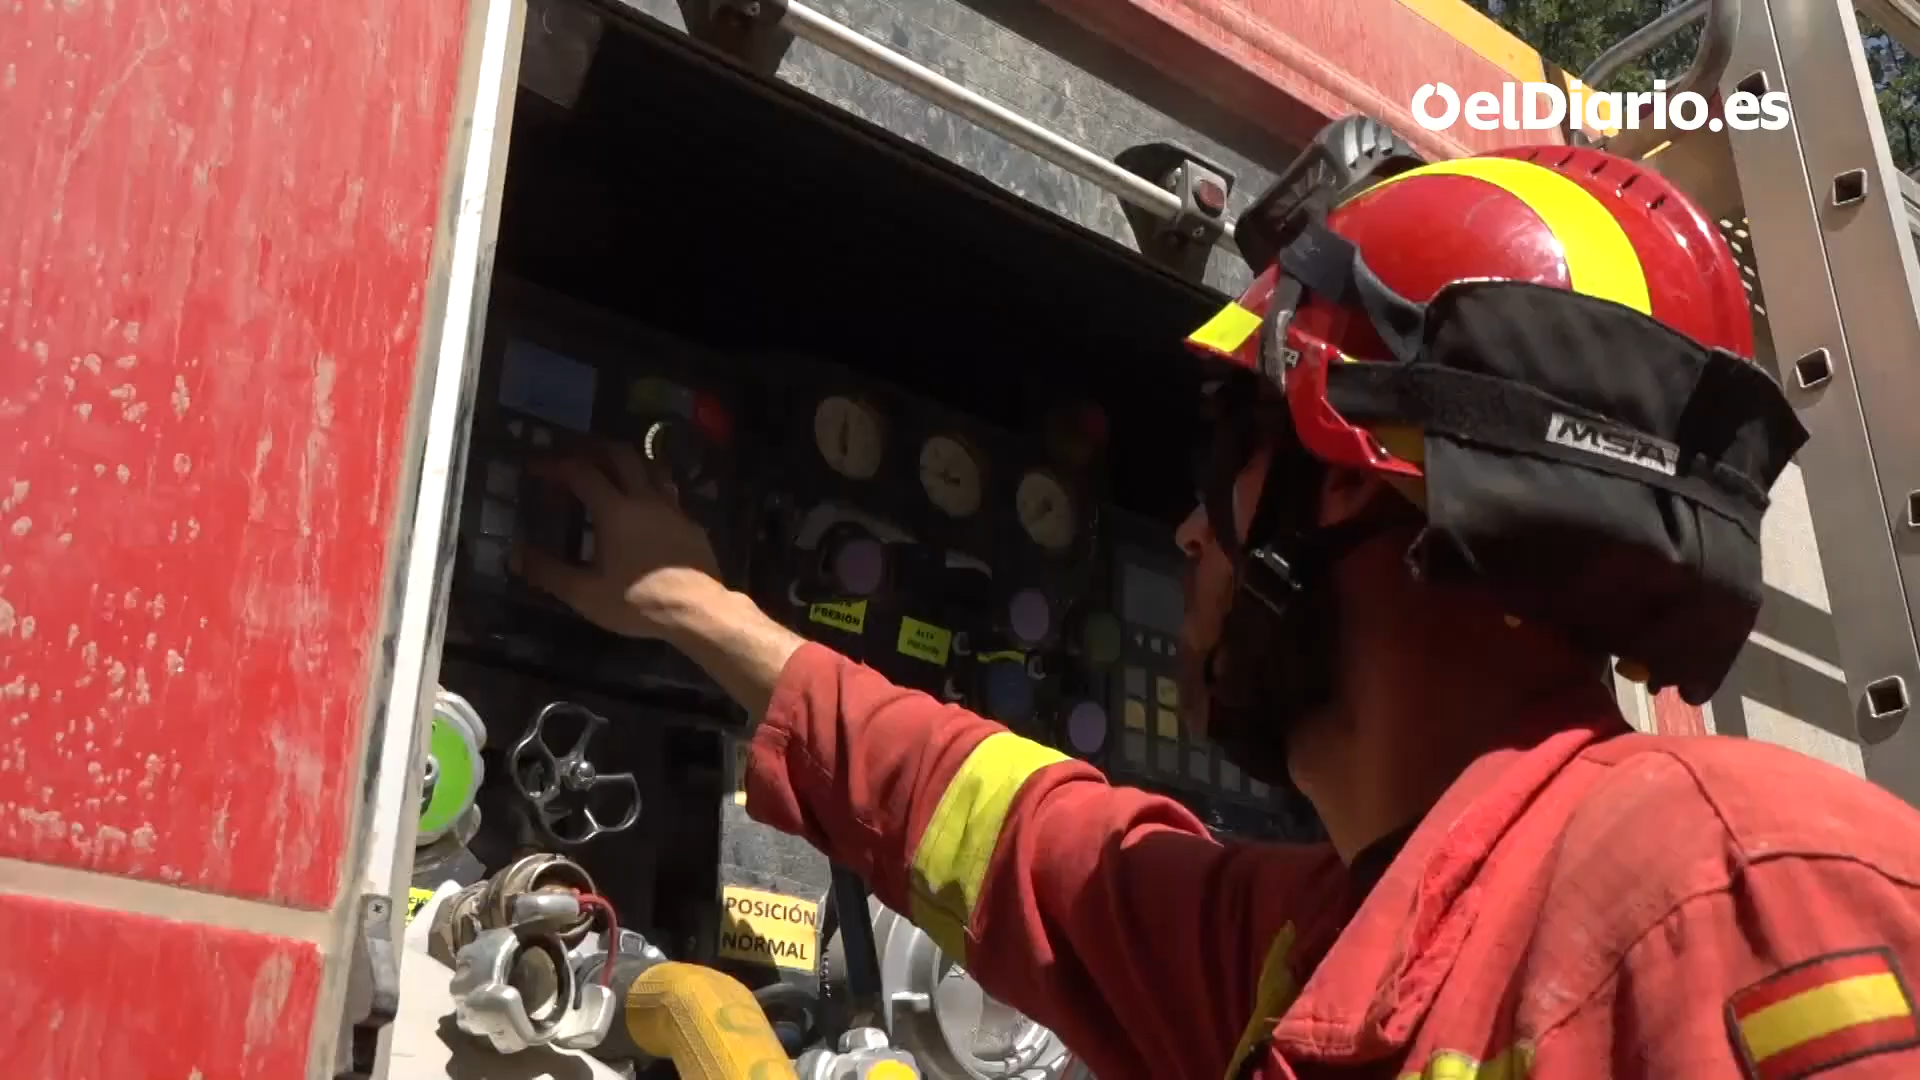 elDiario.es
MSA
PRESIÓN
ALTA
PRESIÓN
POSICIÓN
NORMAL